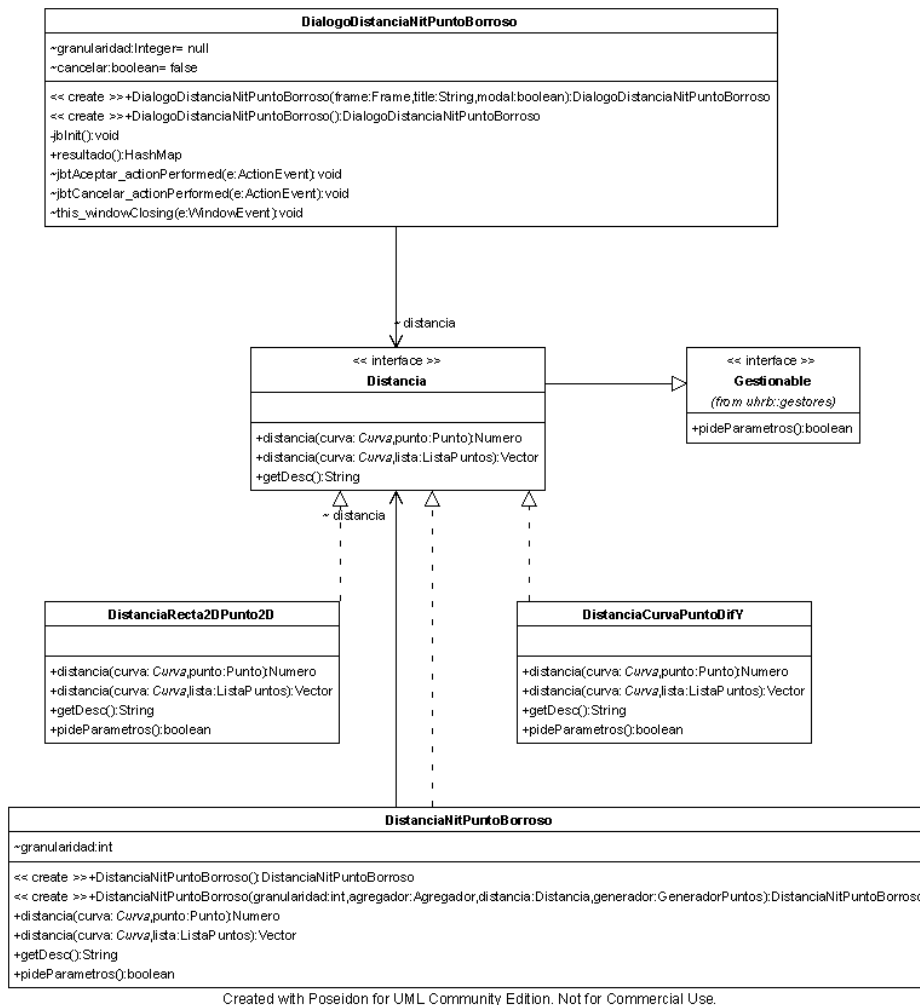 DialogoDistanciaNitPuntoBorroso
~granularidad:Integer= null
~cancelar:boolean= false
<< create >>+DialogoDistanciaNitPuntoBorroso(frame:Frame,title:String,modal:boolean):DialogoDistanciaNitPuntoBorroso
<< create >>+DialogoDistanciaNitPuntoBorroso():DialogoDistanciaNitPuntoBorroso
-jbInit():void
+resultado():HashMap
~jbtAceptar_actionPerformed(e:ActionEvent):void
~jbtCancelar_actionPerformed(e:ActionEvent):void
~this_windowClosing(e:WindowEvent):void
~ distancia
<< interface >>
Distancia
+distancia(curva: Curva,punto:Punto):Numero
+distancia(curva: Curva,lista:ListaPuntos):Vector
+getDesc():String
<< interface >>
Gestionable
(from uhrb::gestores)
+pideParametros():boolean
~ distancia
DistanciaRecta2DPunto2D
+distancia(curva: Curva,punto:Punto):Numero
+distancia(curva: Curva,lista:ListaPuntos):Vector
+getDesc():String
+pideParametros():boolean
DistanciaCurvaPuntoDifY
+distancia(curva: Curva,punto:Punto):Numero
+distancia(curva: Curva,lista:ListaPuntos):Vector
+getDesc():String
+pideParametros():boolean
DistanciaNitPuntoBorroso
~granularidad:int
<< create >>+DistanciaNitPuntoBorroso():DistanciaNitPuntoBorroso
<< create >>+DistanciaNitPuntoBorroso(granularidad:int,agregador:Agregador,distancia:Distancia,generador:GeneradorPuntos):DistanciaNitPuntoBorroso
+distancia(curva: Curva,punto:Punto):Numero
+distancia(curva: Curva,lista:ListaPuntos):Vector
+getDesc():String
+pideParametros():boolean
Created with Poseidon for UML Community Edition. Not for Commercial Use.